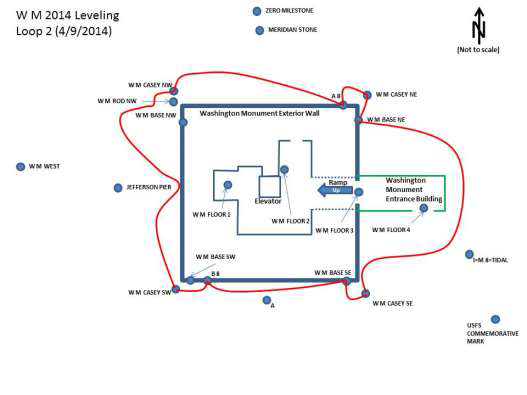 W M 2014 Leveling
Loop 2 (4/9/2014)
ZERO MILESTONE
MERIDIAN STONE
N
(Not to scale)
W M CASEY NW
A 8
W M CASEY NE
W M ROD NW
W M BASE NW
Washington Monument Exterior Wall
W M BASE NE
W M WEST
JEFFERSON PIER
Ramp
Up
Washington
Monument
Entrance Building
Elevator
W M FLOOR 1
W M FLOOR 2
W M FLOOR 3
W M FLOOR 4
W M BASE SW
B 8
W M BASE SE
I=M 8=TIDAL
W M CASEY SW
A
W M CASEY SE
USFS
COMMEMORATIVE
MARK